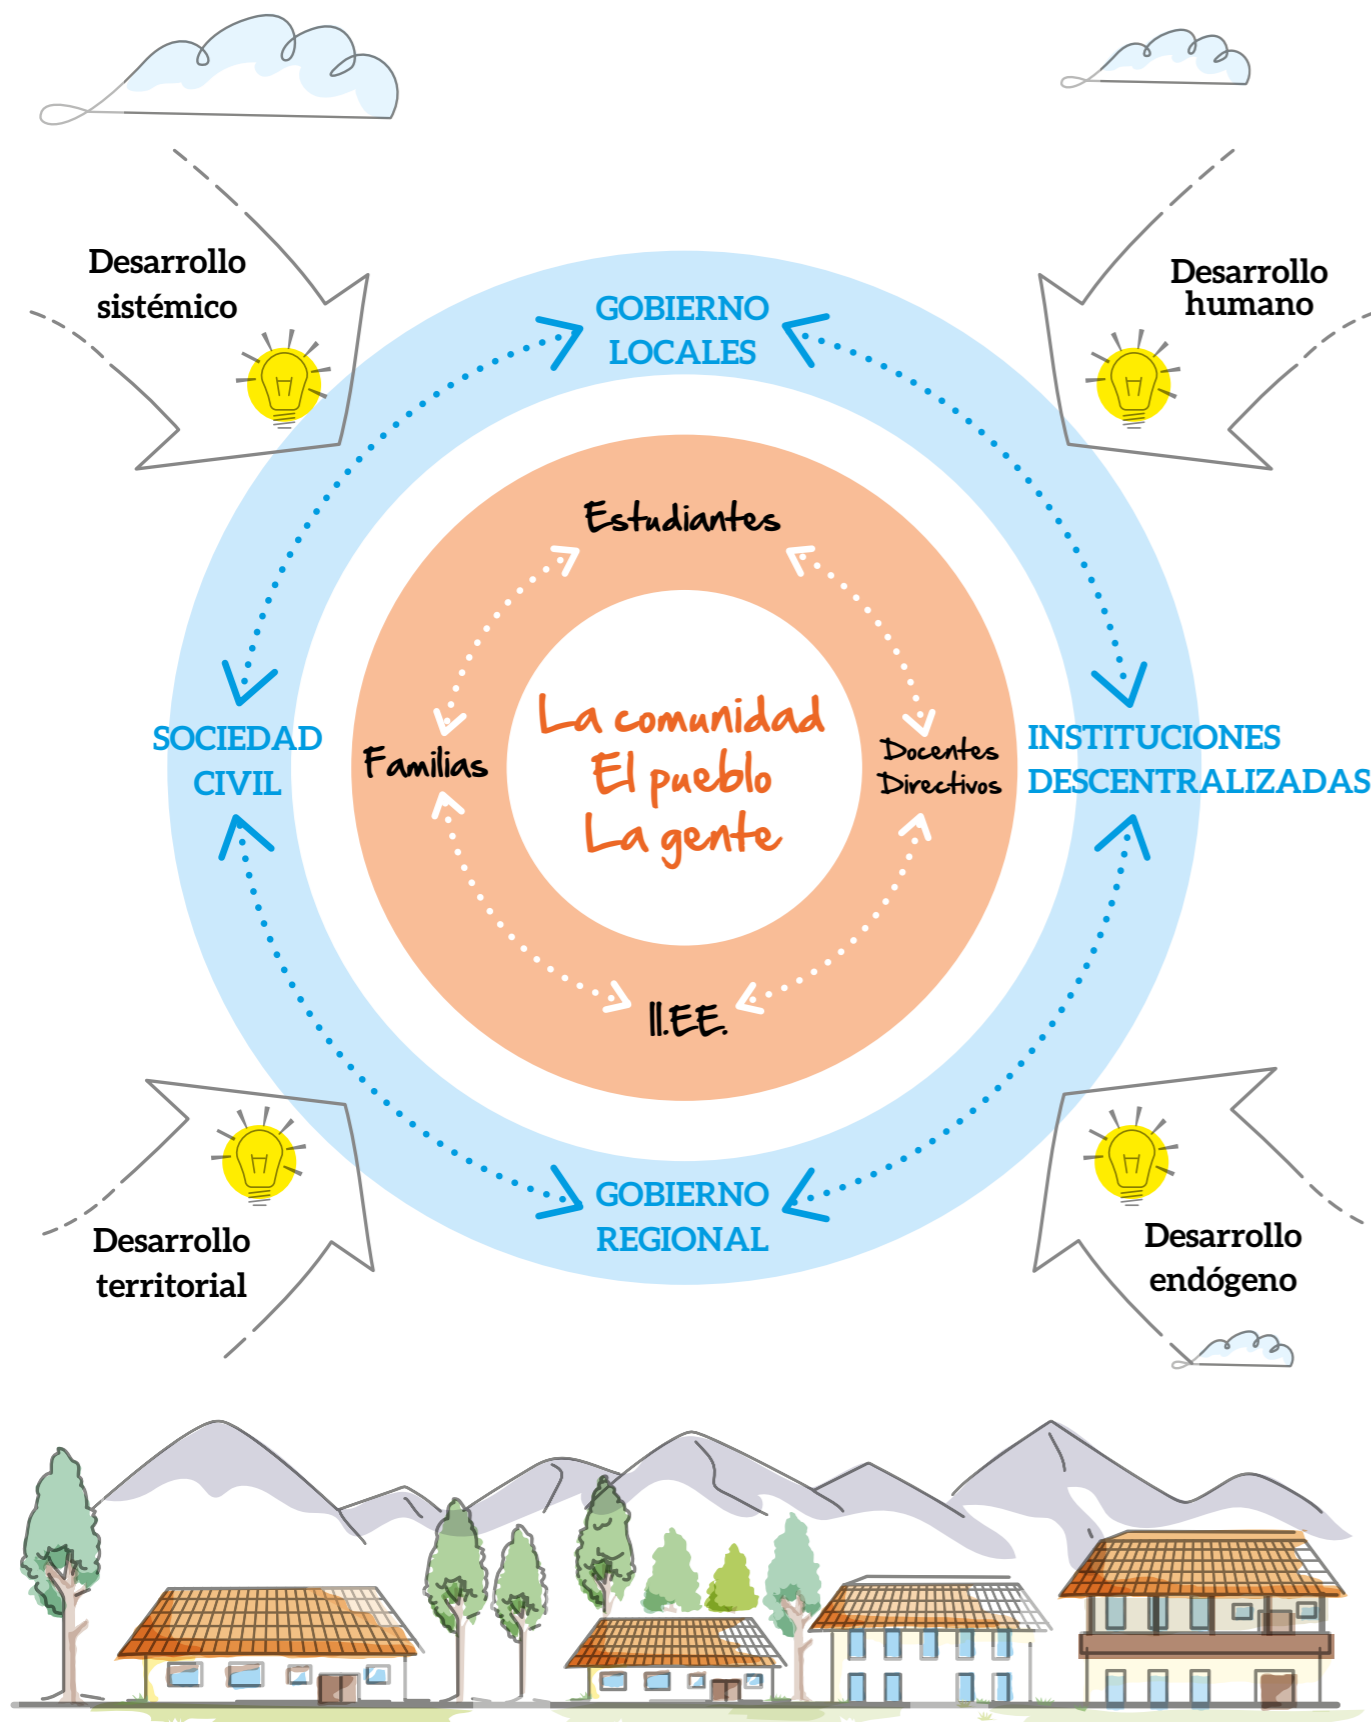 Desarrollo
sistémico
Desarrollo
humano
GOBIERNO
LOCALES
Estudiantes
SOCIEDAD
CIVIL
Familias
La comunidad
El pueblo
La gente
Docentes
Directivos
INSTITUCIONES
DESCENTRALIZADAS
II.EE.
GOBIERNO
REGIONAL
Desarrollo
territorial
Desarrollo
endógeno